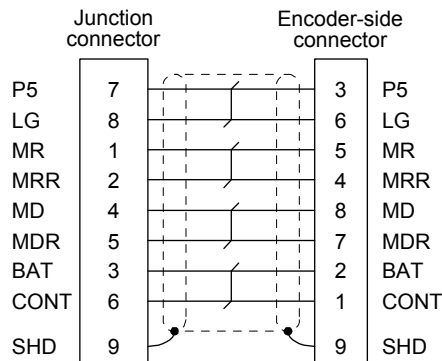 Junction connector
Encoder-side connector
P5 7 3 P5
LG 8 6 LG
MR 1 5 MR
MRR 2 4 MRR
MD 4 8 MD
MDR 5 7 MDR
BAT 3 2 BAT
CONT 6 1 CONT
SHD 9 9 SHD